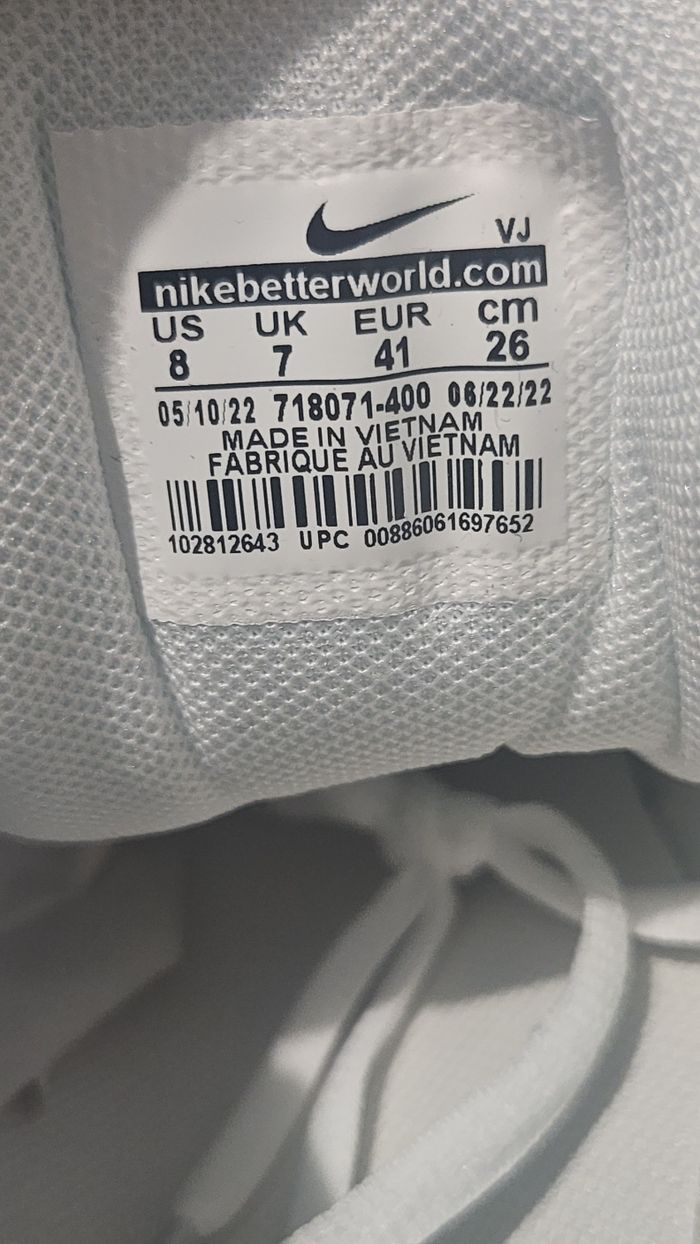 VJ
nikebetterworld.com
US UK EUR cm
8 7 41 26
05/10/22 718071-400 06/22/22
MADE IN VIETNAM
FABRIQUE AU VIETNAM
102812643 UPC 00886061697652